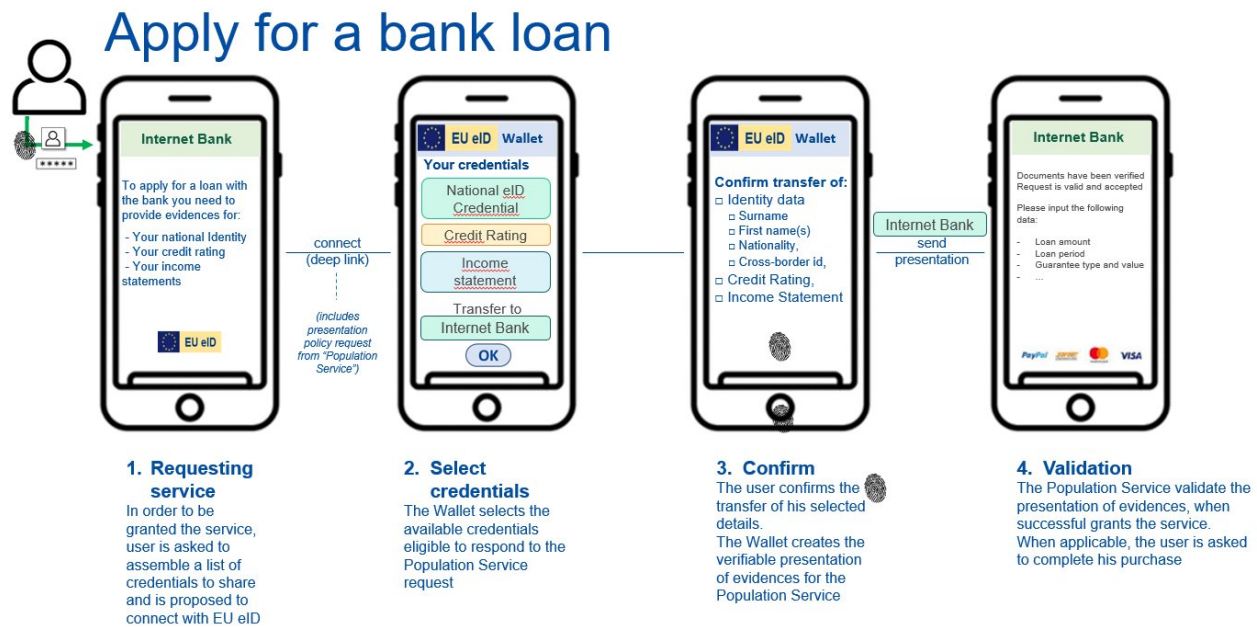 Apply for a bank loan
*****
Internet Bank
To apply for a loan with
the bank you need to
provide evidences for:
- Your national Identity
- Your credit rating
- Your income
statements
EU eID
connect
(deep link)
(includes
presentation
policy request
from "Population
Service")
EU eID Wallet
Your credentials
National eID
Credential
Credit Rating
Income
statement
Transfer to
Internet Bank
OK
EU eID Wallet
Confirm transfer of:
Identity data
Surname
First name(s)
Nationality,
Cross-border id,
Credit Rating,
Income Statement
Internet Bank
send
presentation
Internet Bank
Documents have been verified
Request is valid and accepted
Please input the following
data:
- Loan amount
- Loan period
- Guarantee type and value
- ...
PayPal
VISA
1. Requesting
service
In order to be
granted the service,
user is asked to
assemble a list of
credentials to share
and is proposed to
connect with EU eID
2. Select
credentials
The Wallet selects the
available credentials
eligible to respond to the
Population Service
request
3. Confirm
The user confirms the
transfer of his selected
details.
The Wallet creates the
verifiable presentation
of evidences for the
Population Service
4. Validation
The Population Service validate the
presentation of evidences, when
successful grants the service.
When applicable, the user is asked
to complete his purchase